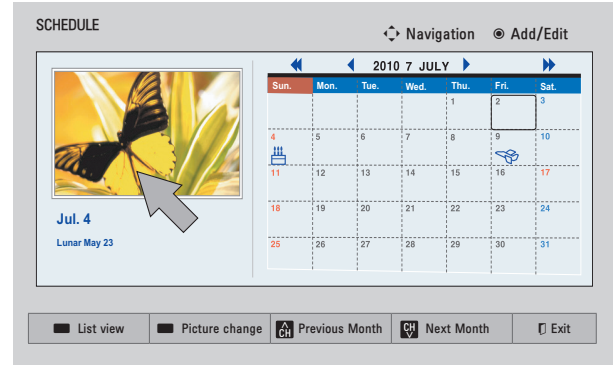 SCHEDULE
Navigation Add/Edit
2010 7 JULY
Sun. Mon. Tue. Wed. Thu. Fri. Sat.
1 2 3
4 5 6 7 8 9 10
11 12 13 14 15 16 17
18 19 20 21 22 23 24
25 26 27 28 29 30 31
Jul. 4
Lunar May 23
List view Picture change CH Previous Month CH Next Month Exit